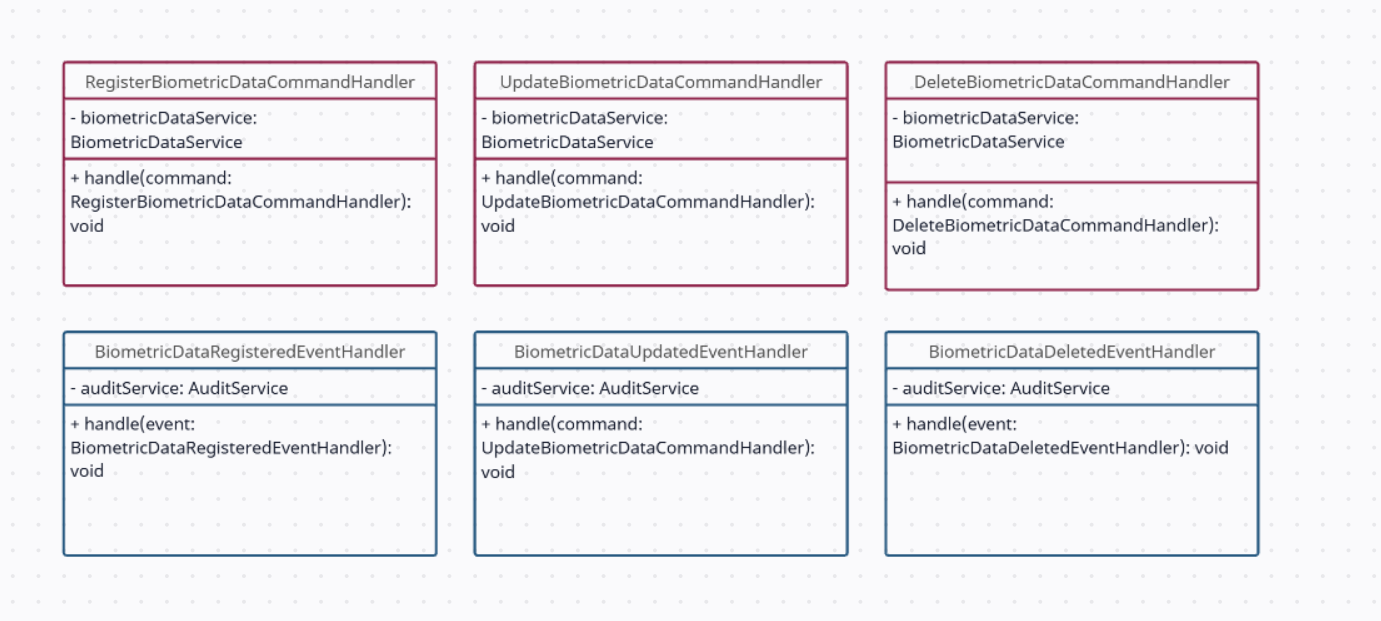 RegisterBiometricDataCommandHandler
- biometricDataService:
BiometricDataService
+ handle(command:
RegisterBiometricDataCommandHandler):
void
UpdateBiometricDataCommandHandler
- biometricDataService:
BiometricDataService
+ handle(command:
UpdateBiometricDataCommandHandler):
void
DeleteBiometricDataCommandHandler
- biometricDataService:
BiometricDataService
+ handle(command:
DeleteBiometricDataCommandHandler):
void
BiometricDataRegisteredEventHandler
- auditService: AuditService
+ handle(event:
BiometricDataRegisteredEventHandler):
void
BiometricDataUpdatedEventHandler
- auditService: AuditService
+ handle(command:
UpdateBiometricDataCommandHandler):
void
BiometricDataDeletedEventHandler
- auditService: AuditService
+ handle(event:
BiometricDataDeletedEventHandler): void